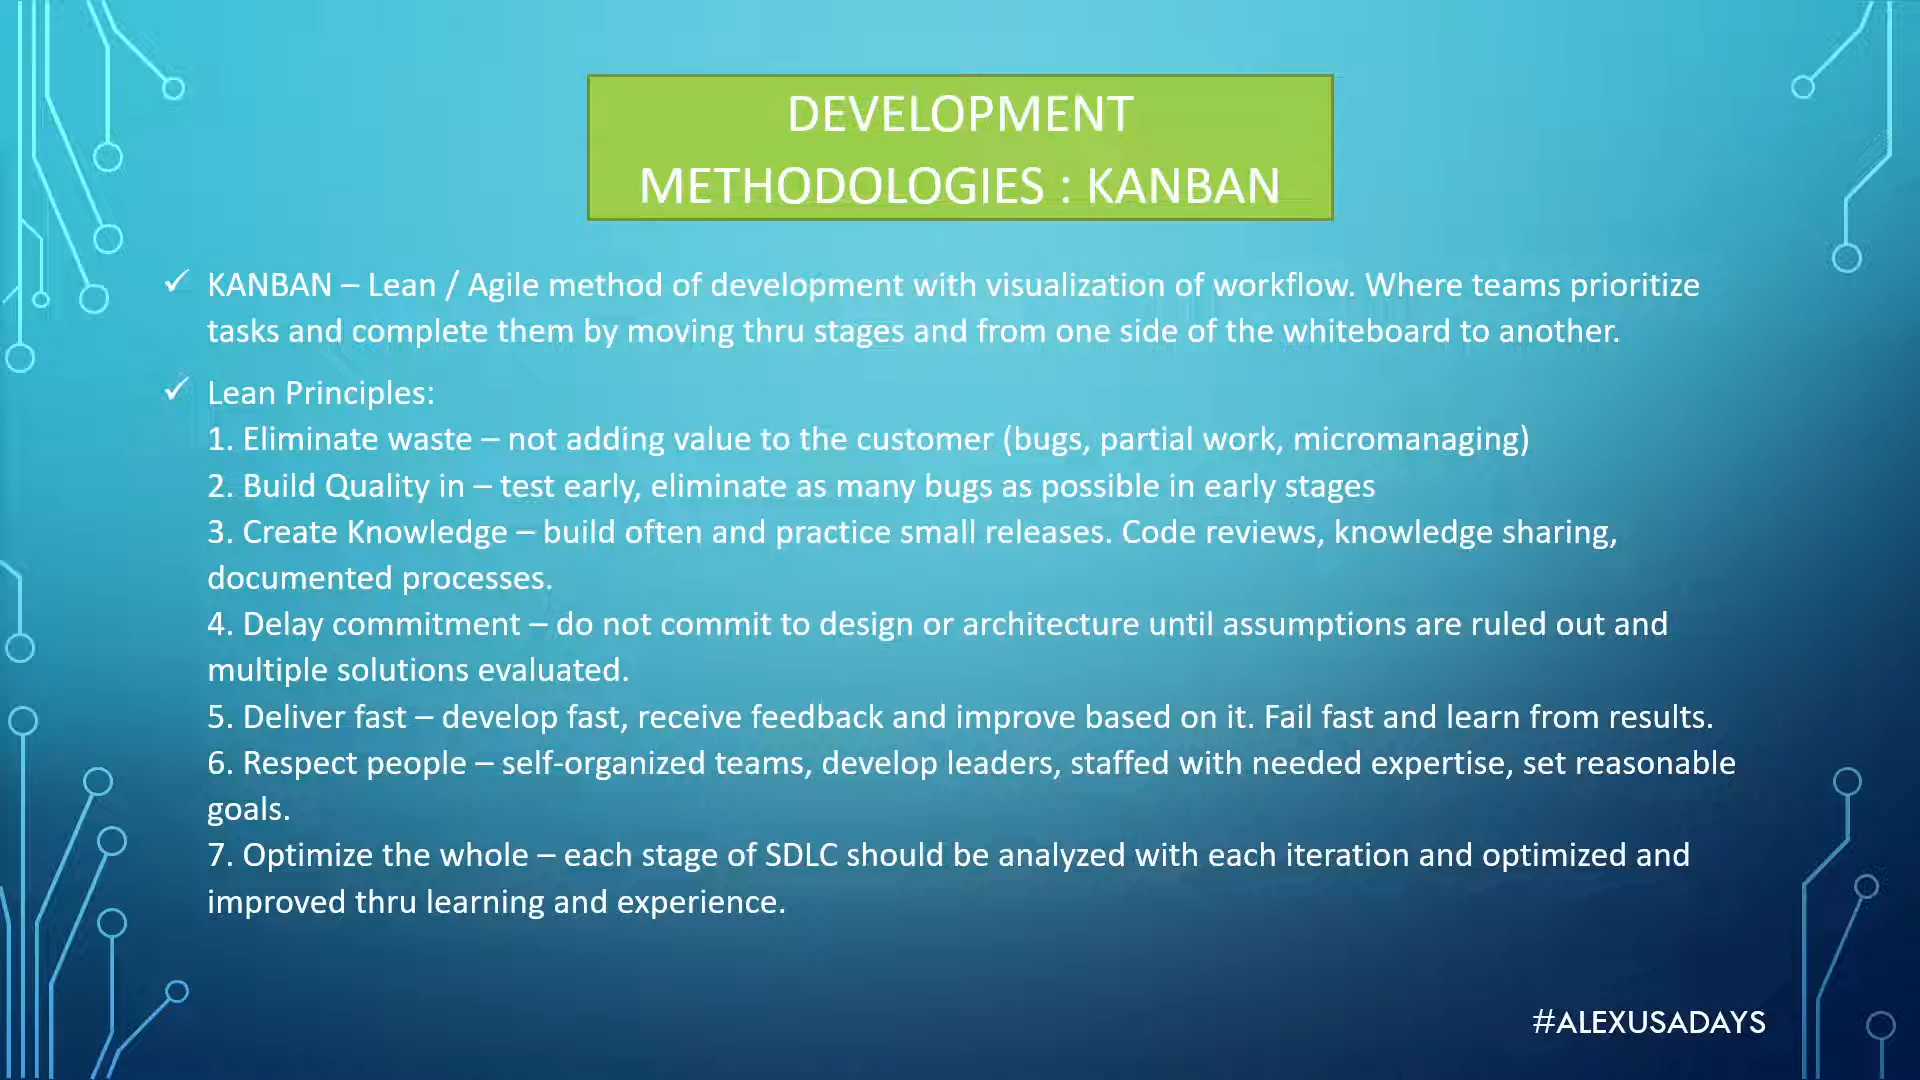 DEVELOPMENT
METHODOLOGIES : KANBAN
✓ KANBAN – Lean / Agile method of development with visualization of workflow. Where teams prioritize
tasks and complete them by moving thru stages and from one side of the whiteboard to another.
✓ Lean Principles:
1. Eliminate waste – not adding value to the customer (bugs, partial work, micromanaging)
2. Build Quality in – test early, eliminate as many bugs as possible in early stages
3. Create Knowledge – build often and practice small releases. Code reviews, knowledge sharing,
documented processes.
4. Delay commitment – do not commit to design or architecture until assumptions are ruled out and
multiple solutions evaluated.
5. Deliver fast – develop fast, receive feedback and improve based on it. Fail fast and learn from results.
6. Respect people – self-organized teams, develop leaders, staffed with needed expertise, set reasonable
goals.
7. Optimize the whole – each stage of SDLC should be analyzed with each iteration and optimized and
improved thru learning and experience.
#ALEXUSADAYS